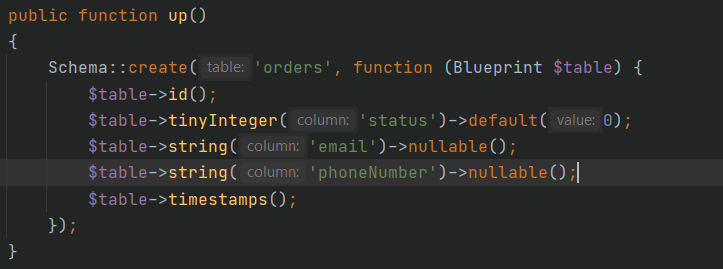 public function up()
{
Schema::create( table: 'orders', function (Blueprint $table) {
$table->id();
$table->tinyInteger( column: 'status')->default( value: 0);
$table->string( column: 'email')->nullable();
$table->string( column: 'phoneNumber')->nullable();
$table->timestamps();
});
}